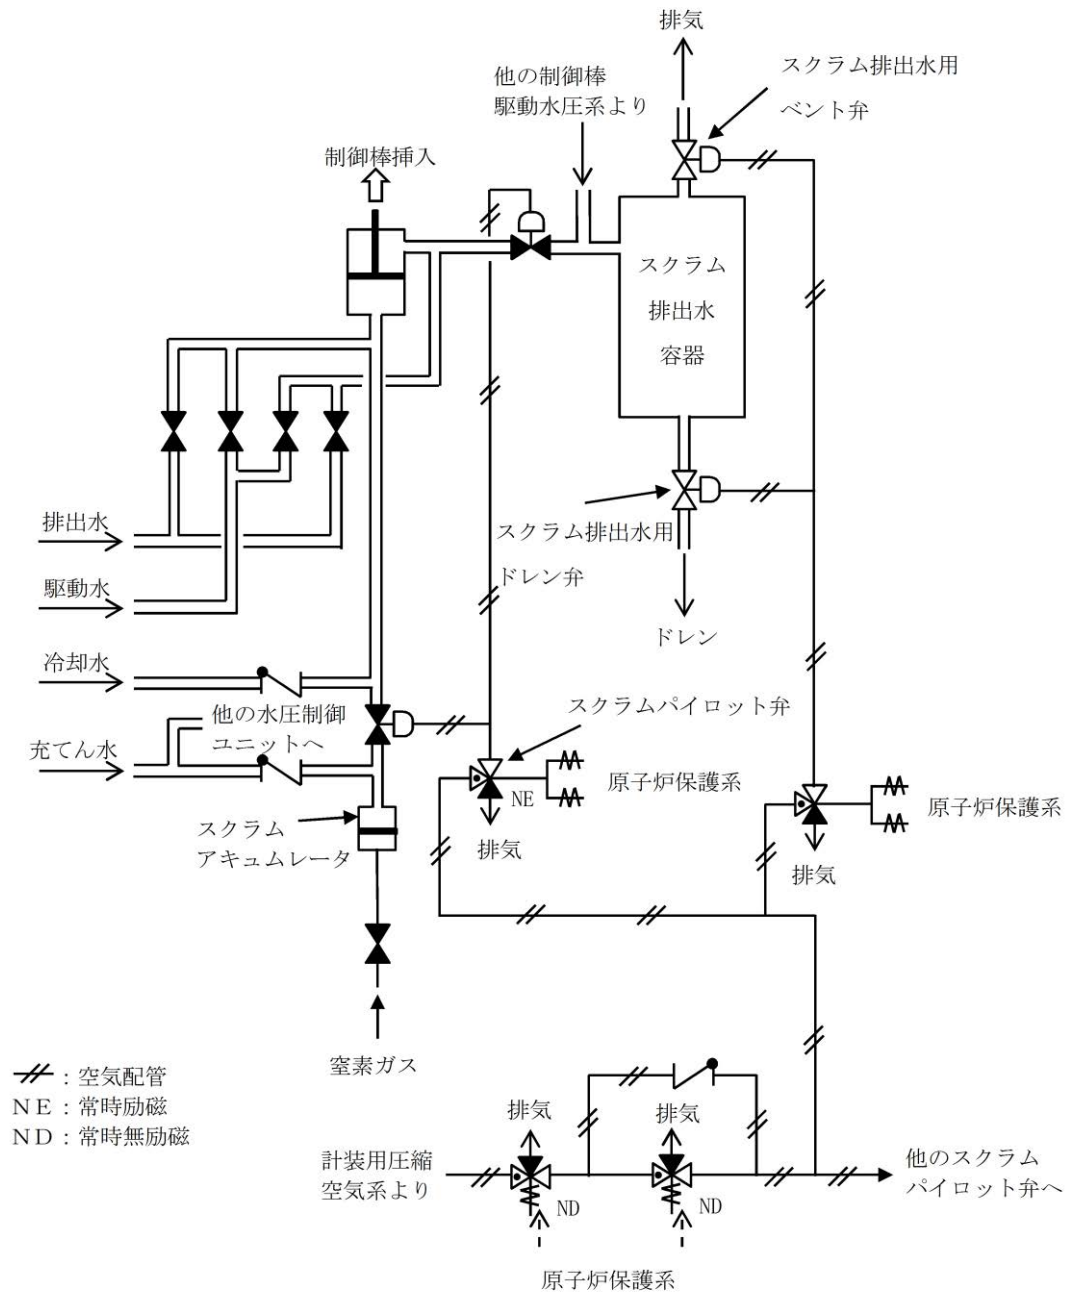 排気
スクラム排出水用
ベント弁
他の制御棒
駆動水圧系より
制御棒挿入
スクラム
排出水
容器
排出水
スクラム排出水用
ドレン弁
駆動水
ドレン
冷却水
他の水圧制御
ユニットへ
スクラムパイロット弁
充てん水
原子炉保護系
NE
原子炉保護系
スクラム
アキュムレータ
排気
排気
窒素ガス
:空気配管
NE:常時励磁
ND:常時無励磁
排気
排気
計装用圧縮
空気系より
他のスクラム
パイロット弁へ
ND
ND
原子炉保護系